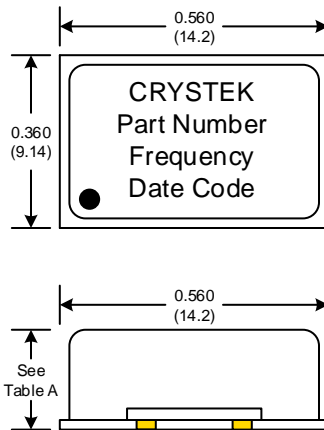 0.560
(14.2)
0.360
(9.14)
CRYSTEK
Part Number
Frequency
Date Code
0.560
(14.2)
See
Table A